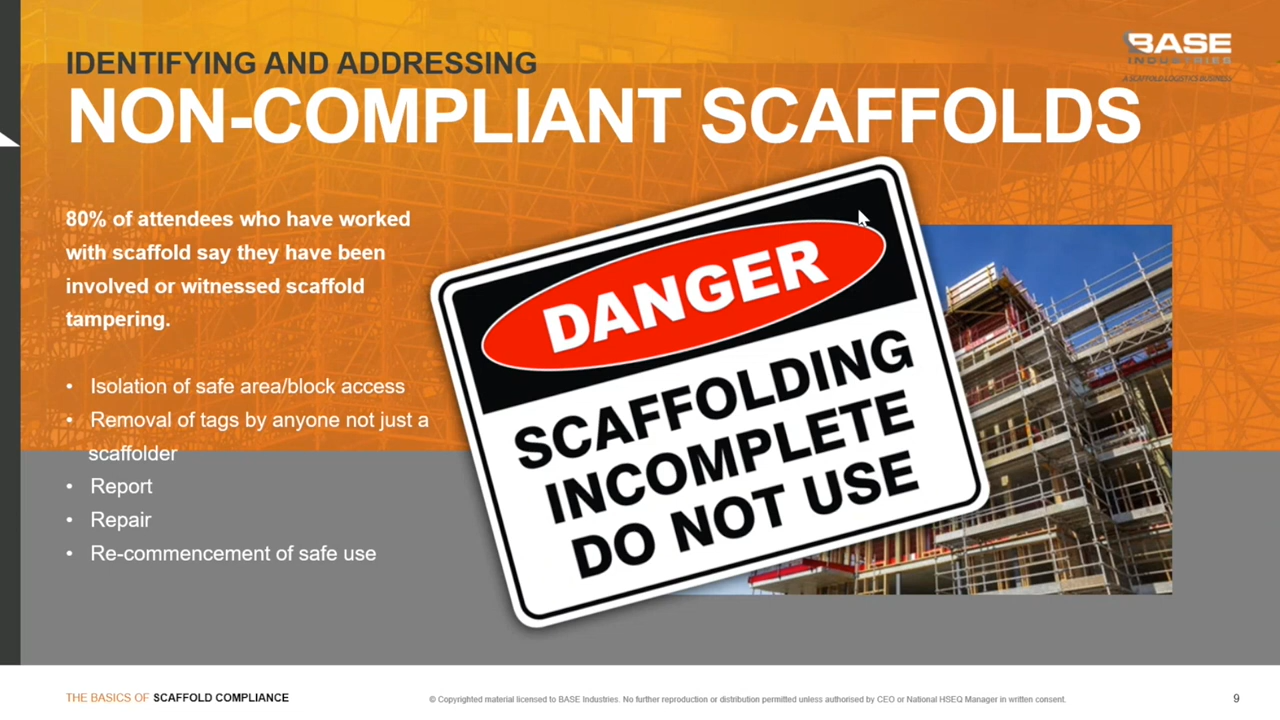 IDENTIFYING AND ADDRESSING
NON-COMPLIANT SCAFFOLDS
BASE
INDUSTRIES
A SCAFFOLD LOGISTICS BUSINESS
80% of attendees who have worked
with scaffold say they have been
involved or witnessed scaffold
tampering.
• Isolation of safe area/block access
• Removal of tags by anyone not just a
scaffolder
• Report
• Repair
• Re-commencement of safe use
DANGER
SCAFFOLDING
INCOMPLETE
DO NOT USE
THE BASICS OF SCAFFOLD COMPLIANCE
© Copyrighted material licensed to BASE Industries. No further reproduction or distribution permitted unless authorised by CEO or National HSEQ Manager in written consent.
9